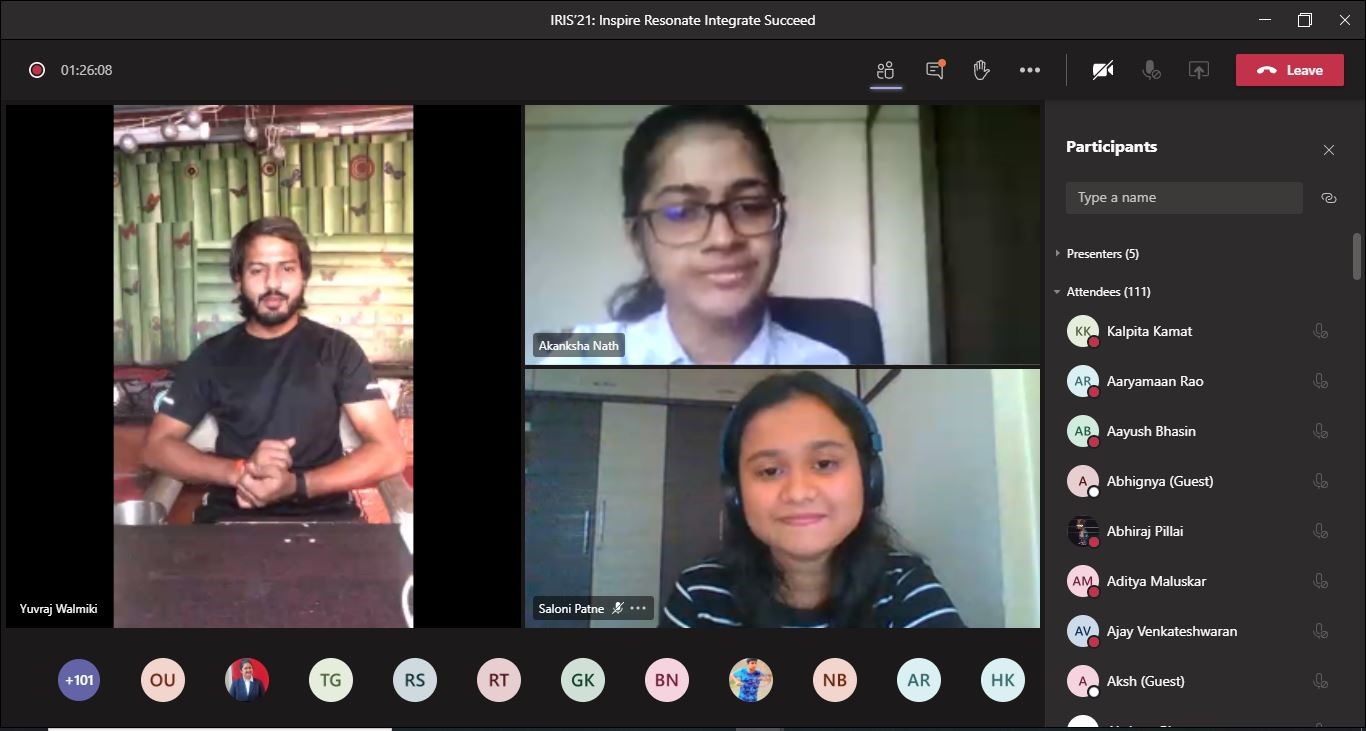 IRIS'21: Inspire Resonate Integrate Succeed
01:26:08
Leave
Yuvraj Walmiki
Akanksha Nath
Saloni Patne
+101
OU
TG
RS
RT
GK
BN
NB
AR
HK
Participants
Type a name
Presenters (5)
Attendees (111)
KK Kalpita Kamat
AR Aaryamaan Rao
AB Aayush Bhasin
A Abhignya (Guest)
Abhiraj Pillai
AM Aditya Maluskar
AV Ajay Venkateshwaran
A Aksh (Guest)